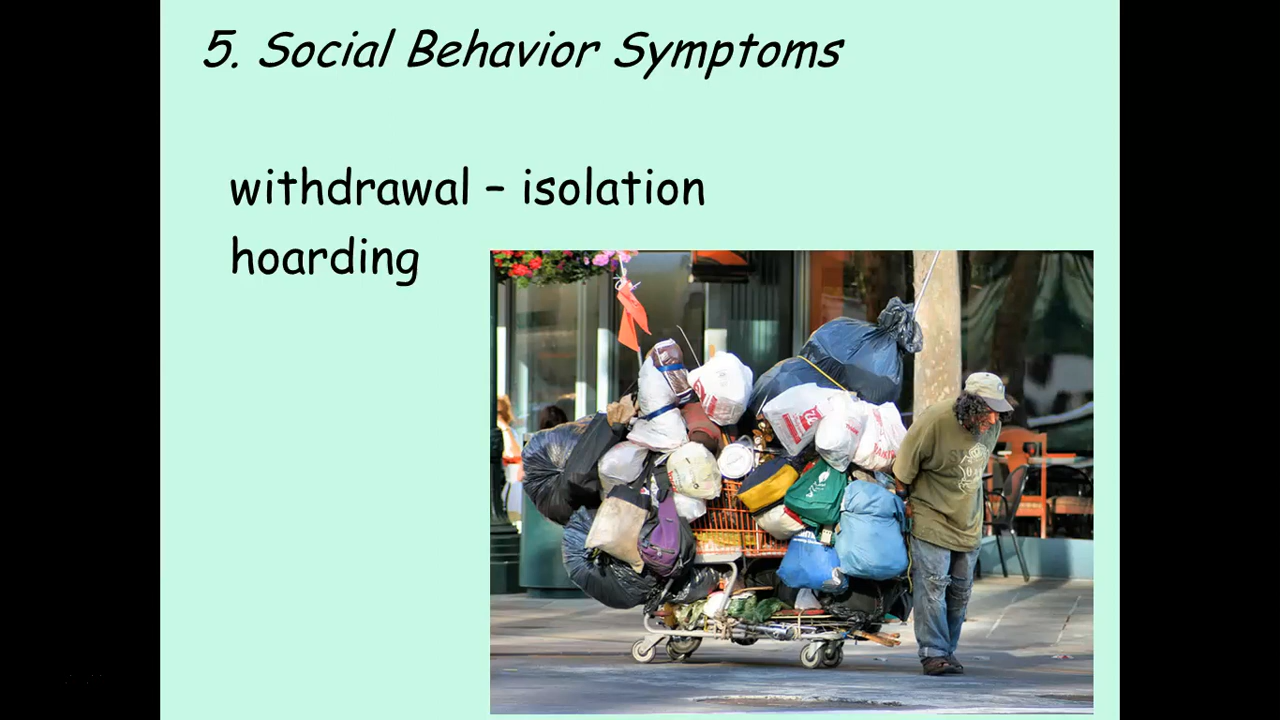 5. Social Behavior Symptoms
withdrawal – isolation
hoarding